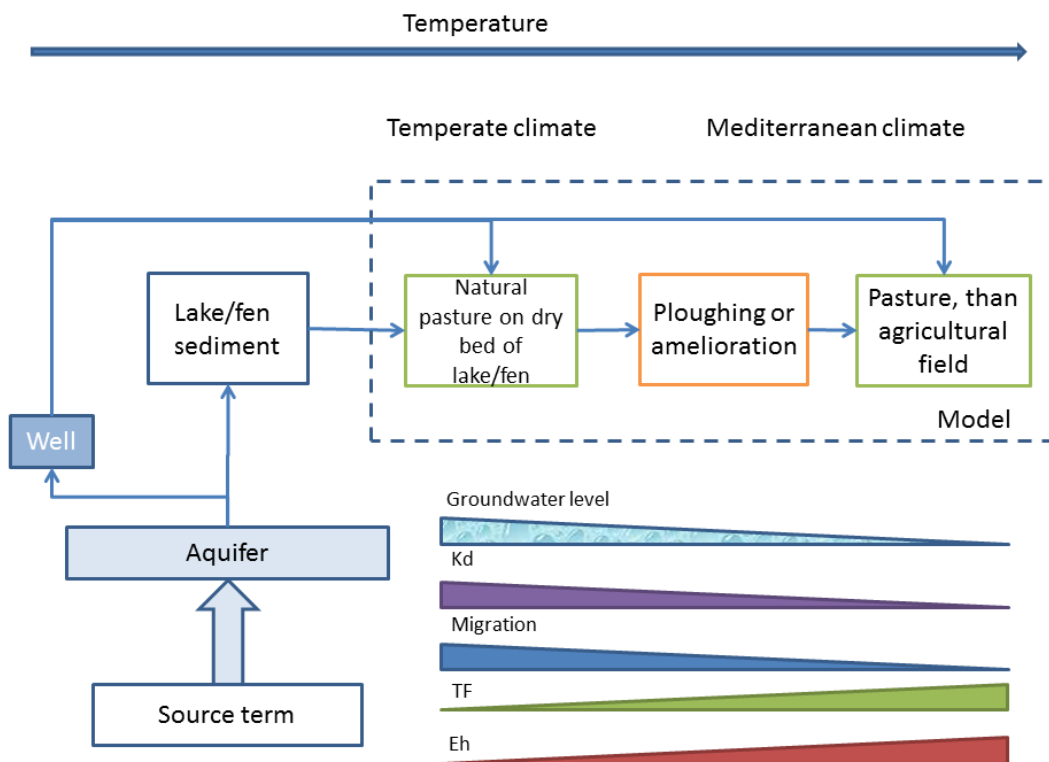 Temperature
Temperate climate
Mediterranean climate
Natural
pasture on dry
bed of
lake/fen
Ploughing or
amelioration
Pasture, than
agricultural
field
Lake/fen
sediment
Model
Well
Groundwater level
Aquifer
Kd
Migration
TF
Source term
Eh